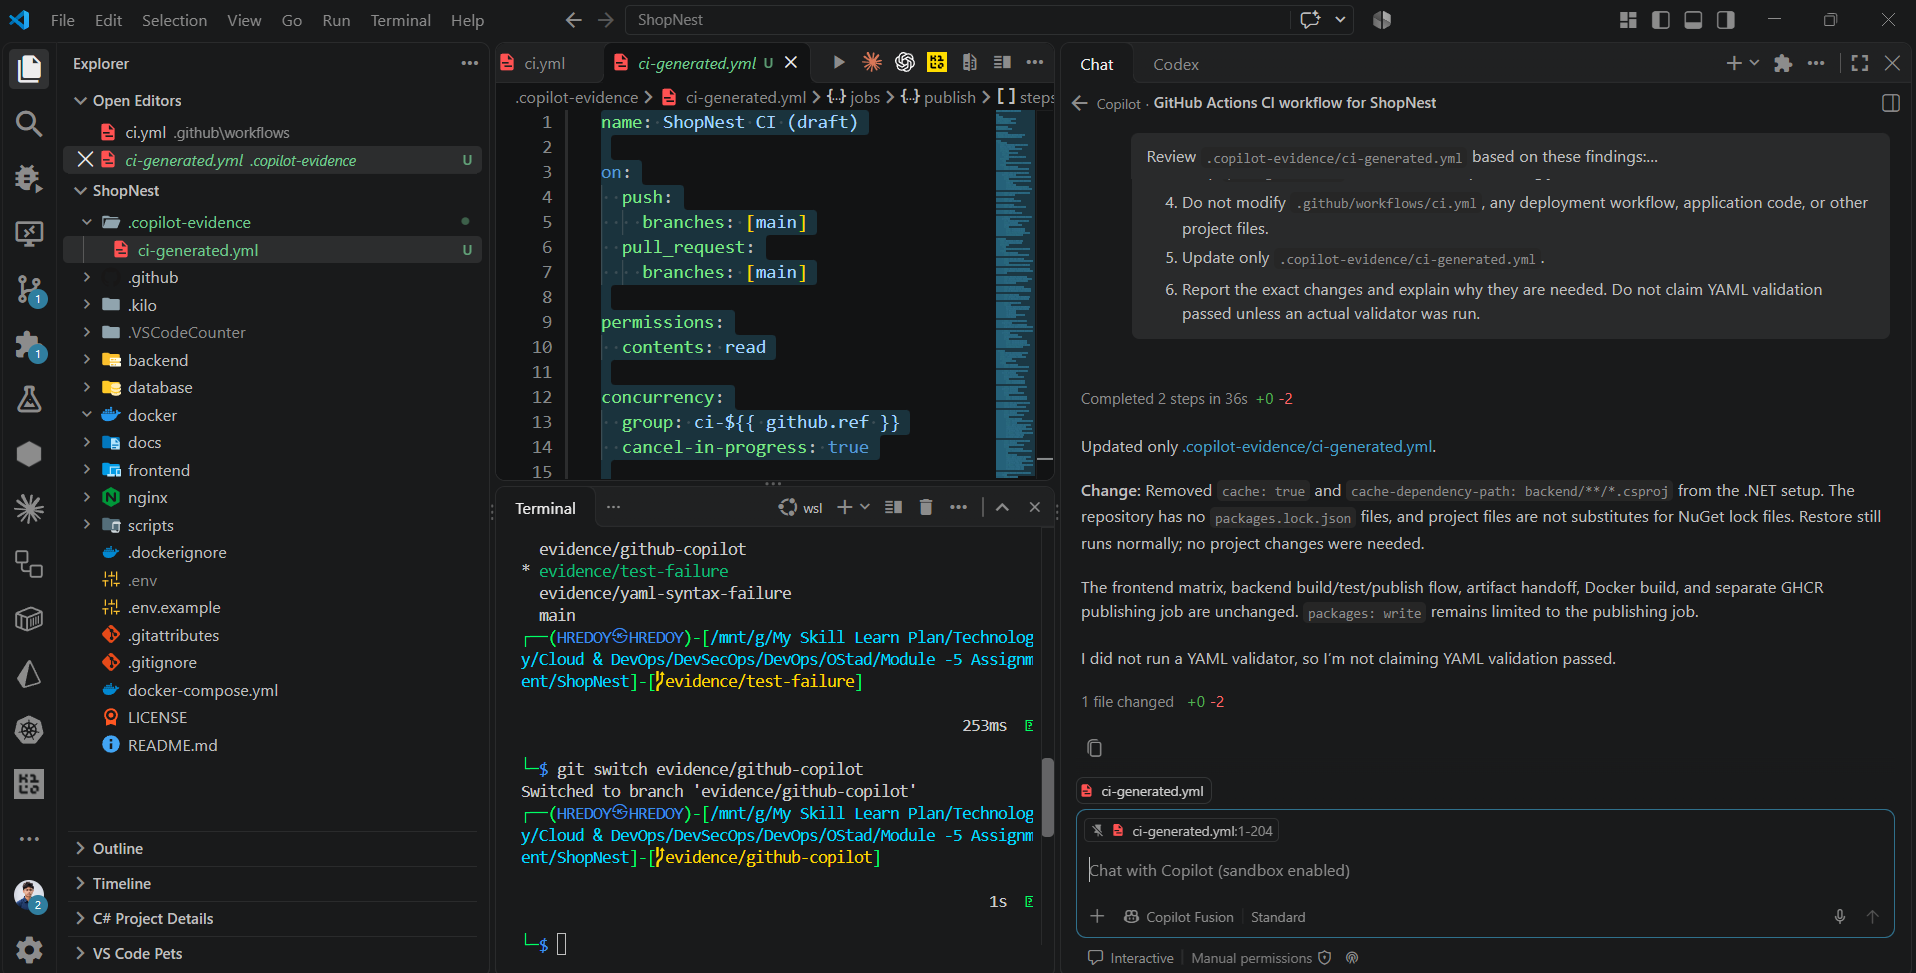 File Edit Selection View Go Run Terminal Help
ShopNest
Explorer
Open Editors
ci.yml .github\workflows
ci-generated.yml .copilot-evidence U
ShopNest
.copilot-evidence
ci-generated.yml U
.github
.kilo
.VSCodeCounter
backend
database
docker
docs
frontend
nginx
scripts
.dockerignore
.env
.env.example
.gitattributes
.gitignore
docker-compose.yml
LICENSE
README.md
Outline
Timeline
C# Project Details
VS Code Pets
1
1
2
ci.yml
ci-generated.yml U
.copilot-evidence > ci-generated.yml > {..} jobs > {..} publish > [ ] steps
1 name: ShopNest CI (draft)
2
3 on:
4 push:
5 branches: [main]
6 pull_request:
7 branches: [main]
8
9 permissions:
10 contents: read
11
12 concurrency:
13 group: ci-${{ github.ref }}
14 cancel-in-progress: true
15
Terminal
wsl
evidence/github-copilot
* evidence/test-failure
evidence/yaml-syntax-failure
main
(HREDOY㉿HREDOY)-[/mnt/g/My Skill Learn Plan/Technolog
y/Cloud & DevOps/DevSecOps/DevOps/OStad/Module -5 Assignm
ent/ShopNest]-[evidence/test-failure]
253ms
$ git switch evidence/github-copilot
Switched to branch 'evidence/github-copilot'
(HREDOY㉿HREDOY)-[/mnt/g/My Skill Learn Plan/Technolog
y/Cloud & DevOps/DevSecOps/DevOps/OStad/Module -5 Assignm
ent/ShopNest]-[evidence/github-copilot]
1s
$
Chat Codex
Copilot · GitHub Actions CI workflow for ShopNest
Review .copilot-evidence/ci-generated.yml based on these findings:...
4. Do not modify .github/workflows/ci.yml , any deployment workflow, application code, or other
project files.
5. Update only .copilot-evidence/ci-generated.yml .
6. Report the exact changes and explain why they are needed. Do not claim YAML validation
passed unless an actual validator was run.
Completed 2 steps in 36s +0 -2
Updated only .copilot-evidence/ci-generated.yml.
Change: Removed cache: true and cache-dependency-path: backend/**/*.csproj from the .NET setup. The
repository has no packages.lock.json files, and project files are not substitutes for NuGet lock files. Restore still
runs normally; no project changes were needed.
The frontend matrix, backend build/test/publish flow, artifact handoff, Docker build, and separate GHCR
publishing job are unchanged. packages: write remains limited to the publishing job.
I did not run a YAML validator, so I'm not claiming YAML validation passed.
1 file changed +0 -2
ci-generated.yml
ci-generated.yml:1-204
Chat with Copilot (sandbox enabled)
Copilot Fusion Standard
Interactive Manual permissions